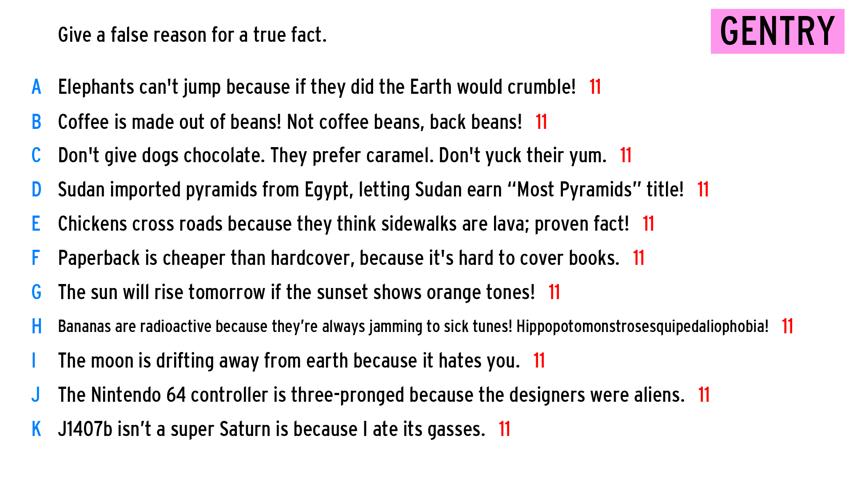 Give a false reason for a true fact.
GENTRY
A Elephants can't jump because if they did the Earth would crumble! 11
B Coffee is made out of beans! Not coffee beans, back beans! 11
C Don't give dogs chocolate. They prefer caramel. Don't yuck their yum. 11
D Sudan imported pyramids from Egypt, letting Sudan earn “Most Pyramids” title! 11
E Chickens cross roads because they think sidewalks are lava; proven fact! 11
F Paperback is cheaper than hardcover, because it's hard to cover books. 11
G The sun will rise tomorrow if the sunset shows orange tones! 11
H Bananas are radioactive because they’re always jamming to sick tunes! Hippopotomonstrosesquipedaliophobia! 11
I The moon is drifting away from earth because it hates you. 11
J The Nintendo 64 controller is three-pronged because the designers were aliens. 11
K J1407b isn’t a super Saturn is because I ate its gasses. 11